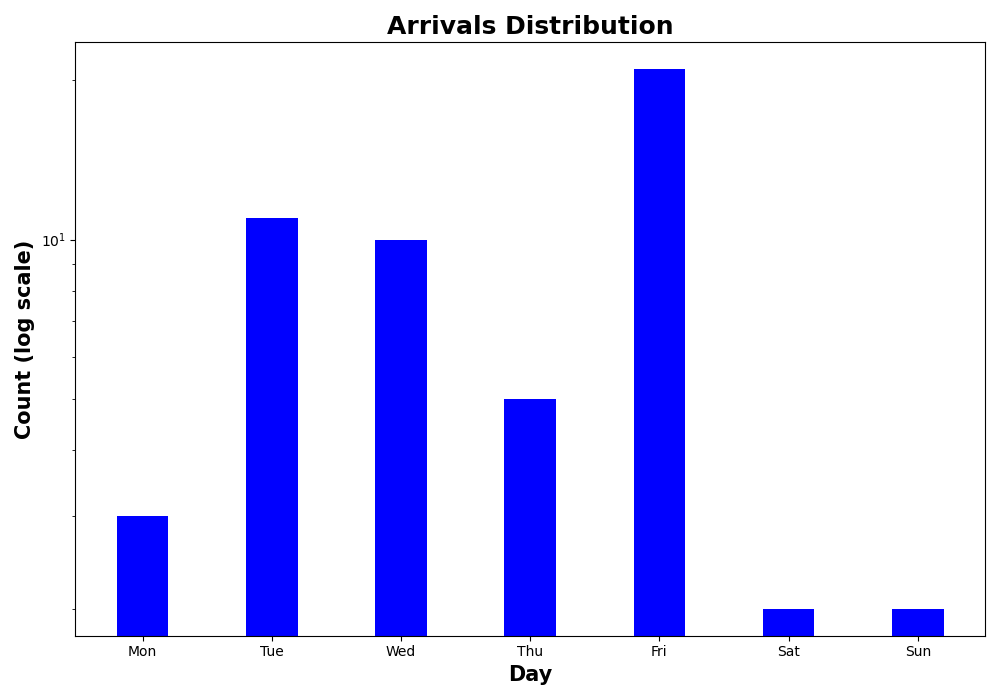 Arrivals Distribution
Count (log scale)
10¹
Mon Tue Wed Thu Fri Sat Sun
Day